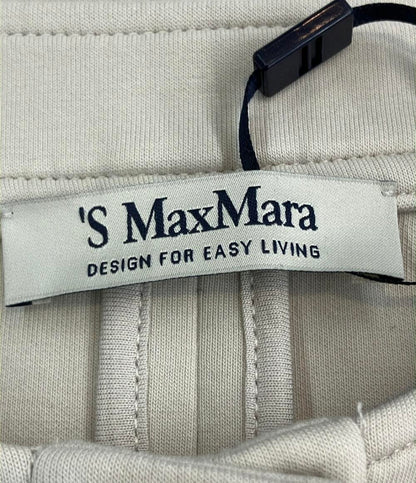 'S MaxMara
DESIGN FOR EASY LIVING